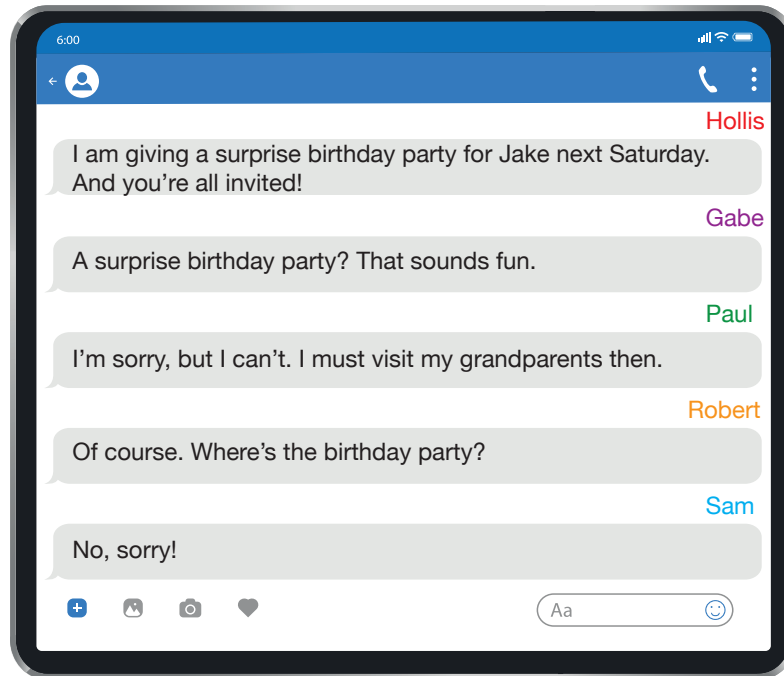 6:00
Hollis
I am giving a surprise birthday party for Jake next Saturday.
And you’re all invited!
Gabe
A surprise birthday party? That sounds fun.
Paul
I’m sorry, but I can’t. I must visit my grandparents then.
Robert
Of course. Where’s the birthday party?
Sam
No, sorry!
Aa